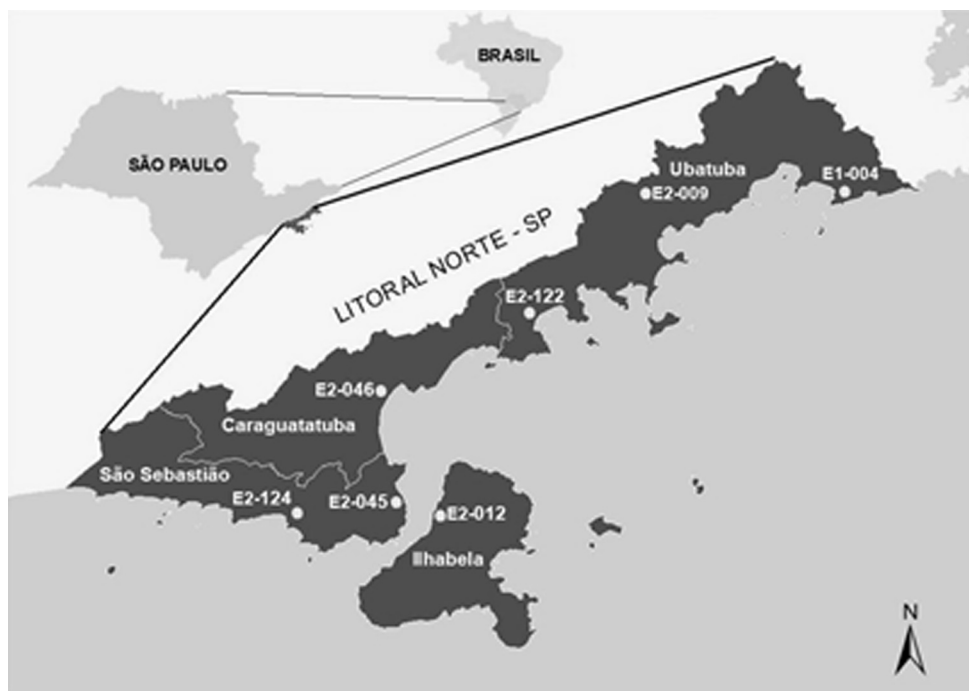 BRASIL
SÃO PAULO
LITORAL NORTE - SP
Ubatuba
E1-004
E2-009
E2-122
E2-046
Caraguatatuba
São Sebastião
E2-124
E2-045
E2-012
Ilhabela
N